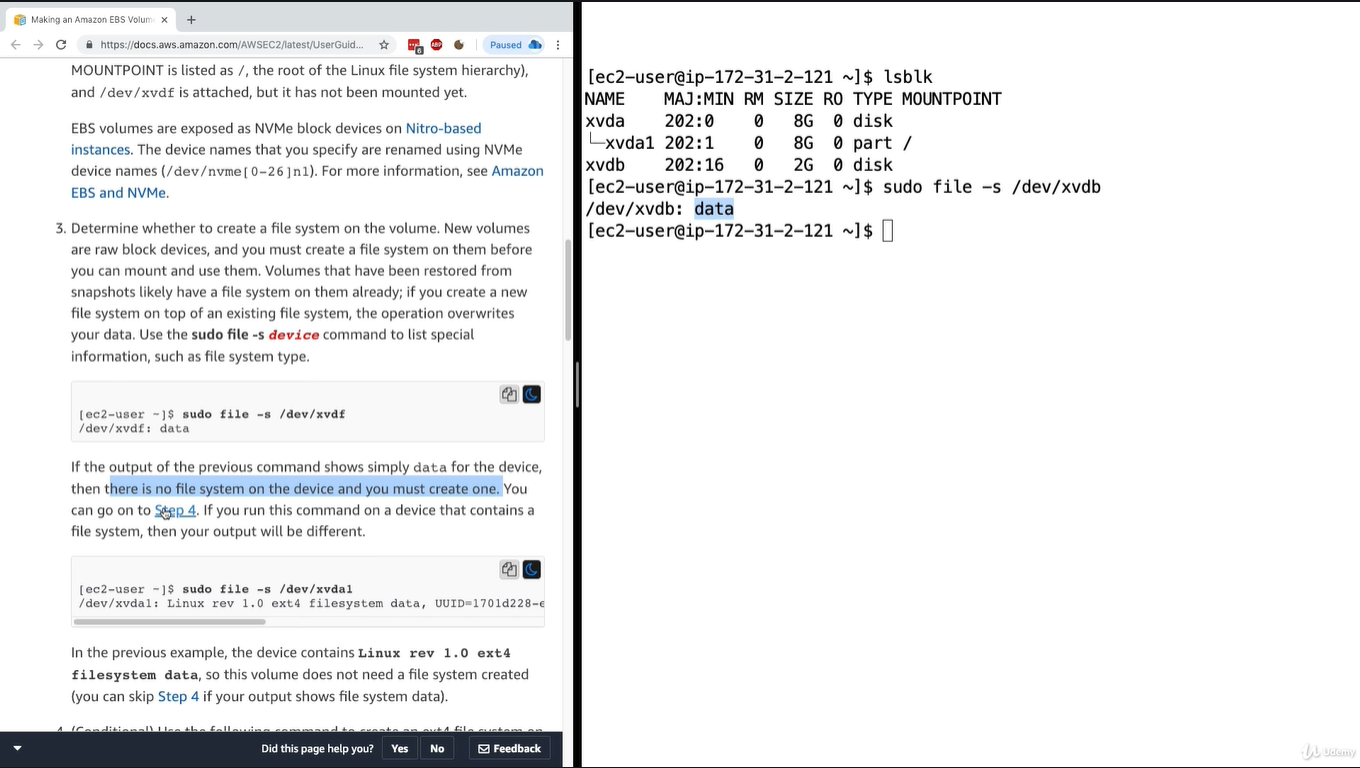 Making an Amazon EBS Volum
https://docs.aws.amazon.com/AWSEC2/latest/UserGuid...
6
ABP
Paused
MOUNTPOINT is listed as /, the root of the Linux file system hierarchy),
and /dev/xvdf is attached, but it has not been mounted yet.
EBS volumes are exposed as NVMe block devices on Nitro-based
instances. The device names that you specify are renamed using NVMe
device names (/dev/nvme[0-26]n1). For more information, see Amazon
EBS and NVMe.
3. Determine whether to create a file system on the volume. New volumes
are raw block devices, and you must create a file system on them before
you can mount and use them. Volumes that have been restored from
snapshots likely have a file system on them already; if you create a new
file system on top of an existing file system, the operation overwrites
your data. Use the sudo file -s device command to list special
information, such as file system type.
[ec2-user ~]$ sudo file -s /dev/xvdf
/dev/xvdf: data
If the output of the previous command shows simply data for the device,
then there is no file system on the device and you must create one. You
can go on to Step 4. If you run this command on a device that contains a
file system, then your output will be different.
[ec2-user ~]$ sudo file -s /dev/xvda1
/dev/xvda1: Linux rev 1.0 ext4 filesystem data, UUID=1701d228-e
In the previous example, the device contains Linux rev 1.0 ext4
filesystem data, so this volume does not need a file system created
(you can skip Step 4 if your output shows file system data).
4. (Conditional) Use the following command to create an ext4 file system on
Did this page help you? Yes No Feedback
[ec2-user@ip-172-31-2-121 ~]$ lsblk
NAME MAJ:MIN RM SIZE RO TYPE MOUNTPOINT
xvda 202:0 0 8G 0 disk
└─xvda1 202:1 0 8G 0 part /
xvdb 202:16 0 2G 0 disk
[ec2-user@ip-172-31-2-121 ~]$ sudo file -s /dev/xvdb
/dev/xvdb: data
[ec2-user@ip-172-31-2-121 ~]$
Udemy